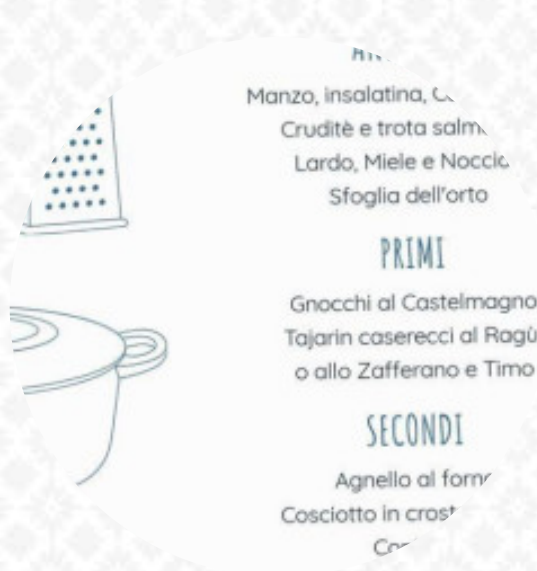 Manzo, insalatina,
Cruditè e trota
Lardo, Miele e
Sfoglia dell'orto
PRIMI
Gnocchi al Castelmagno
Tajarin caserecci al Ragù
o allo Zafferano e Timo
SECONDI
Agnello al forno
Cosciotto in